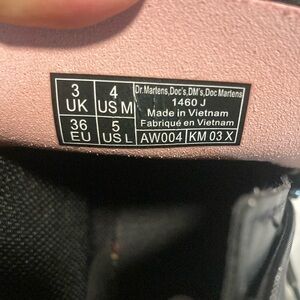 3 UK
4 US M
36 EU
5 US L
Dr.Martens,Doc's,DM's,Doc Martens
1460 J
Made in Vietnam
Fabriqué en Vietnam
AW004
KM 03 X